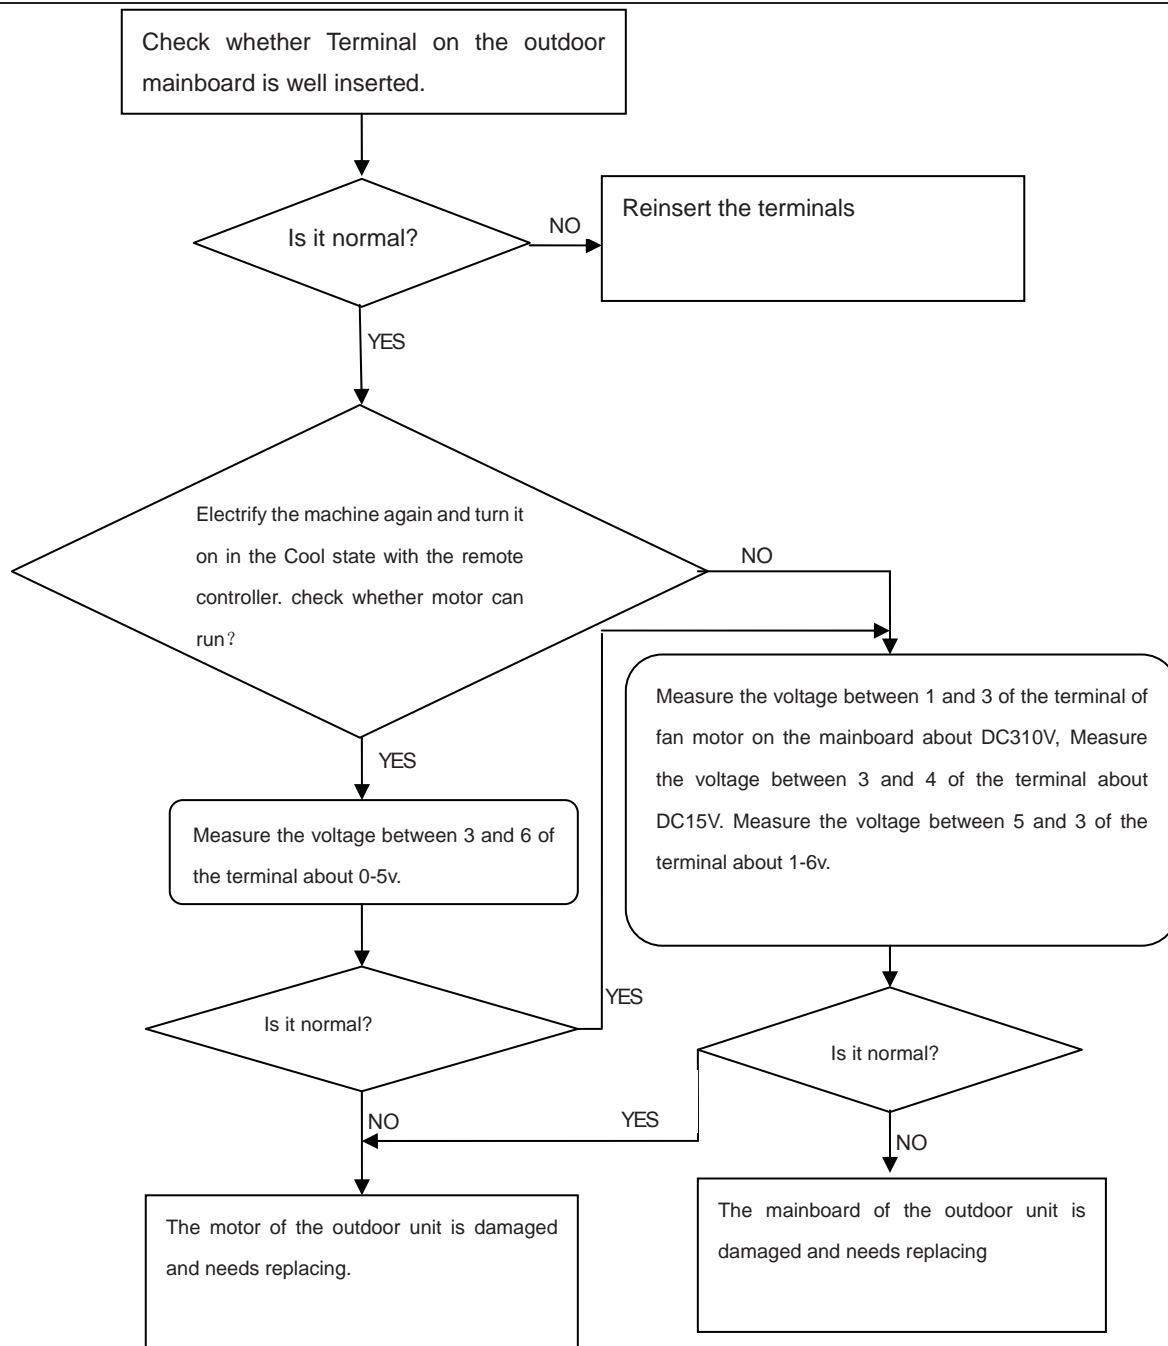 Check whether Terminal on the outdoor
mainboard is well inserted.
Is it normal?
NO
Reinsert the terminals
YES
Electrify the machine again and turn it
on in the Cool state with the remote
controller. check whether motor can
run？
NO
Measure the voltage between 1 and 3 of the terminal of
fan motor on the mainboard about DC310V, Measure
the voltage between 3 and 4 of the terminal about
DC15V. Measure the voltage between 5 and 3 of the
terminal about 1-6v.
YES
Measure the voltage between 3 and 6 of
the terminal about 0-5v.
Is it normal?
YES
Is it normal?
NO
YES
NO
The motor of the outdoor unit is damaged
and needs replacing.
The mainboard of the outdoor unit is
damaged and needs replacing